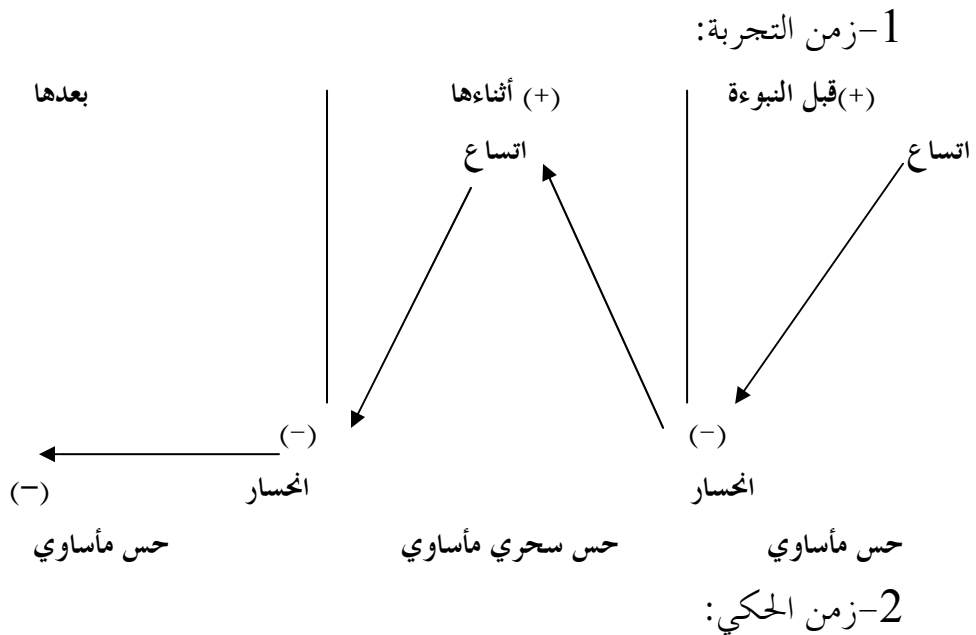 1-زمن التجربة:
(+)قبل النبوءة (+) أثناءها بعدها
اتساع اتساع
(-) (-)
انحسار انحسار (-)
حس مأساوي حس سحري مأساوي حس مأساوي
2-زمن الحكي: